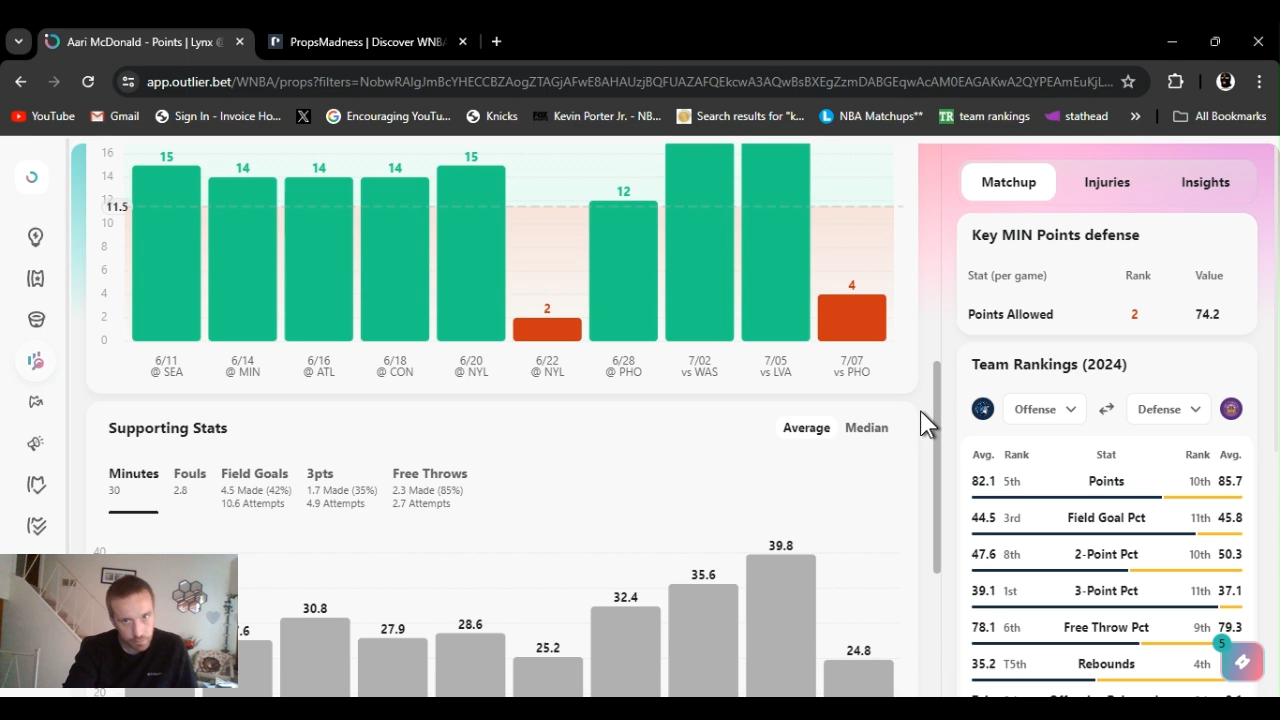 Aari McDonald - Points | Lynx @
PropsMadness | Discover WNB
app.outlier.bet/WNBA/props?filters=NobwRAlgJmBcYHECCBZAogZTAGjAFwE8AHAUzjBQFUAZAFQEkcwA3AQwBsBXEgZzmDABGEqwAcAM0EAGAKwA2QYPEAmEuKjL...
YouTube
Gmail
Sign In - Invoice Ho...
Encouraging YouTu...
Knicks
Kevin Porter Jr. - NB...
Search results for "k...
NBA Matchups**
TR team rankings
stathead
All Bookmarks
16
14
10
8
6
4
2
0
11.5
15
14
14
14
15
2
12
4
6/11
@ SEA
6/14
@ MIN
6/16
@ ATL
6/18
@ CON
6/20
@ NYL
6/22
@ NYL
6/28
@ PHO
7/02
vs WAS
7/05
vs LVA
7/07
vs PHO
Supporting Stats
Average Median
Minutes
30
Fouls
2.8
Field Goals
4.5 Made (42%)
10.6 Attempts
3pts
1.7 Made (35%)
4.9 Attempts
Free Throws
2.3 Made (85%)
2.7 Attempts
40
20
.6
30.8
27.9
28.6
25.2
32.4
35.6
39.8
24.8
Matchup Injuries Insights
Key MIN Points defense
Stat (per game) Rank Value
Points Allowed 2 74.2
Team Rankings (2024)
Offense Defense
Avg. Rank Stat Rank Avg.
82.1 5th Points 10th 85.7
44.5 3rd Field Goal Pct 11th 45.8
47.6 8th 2-Point Pct 10th 50.3
39.1 1st 3-Point Pct 11th 37.1
78.1 6th Free Throw Pct 9th 79.3
35.2 T5th Rebounds 4th
5